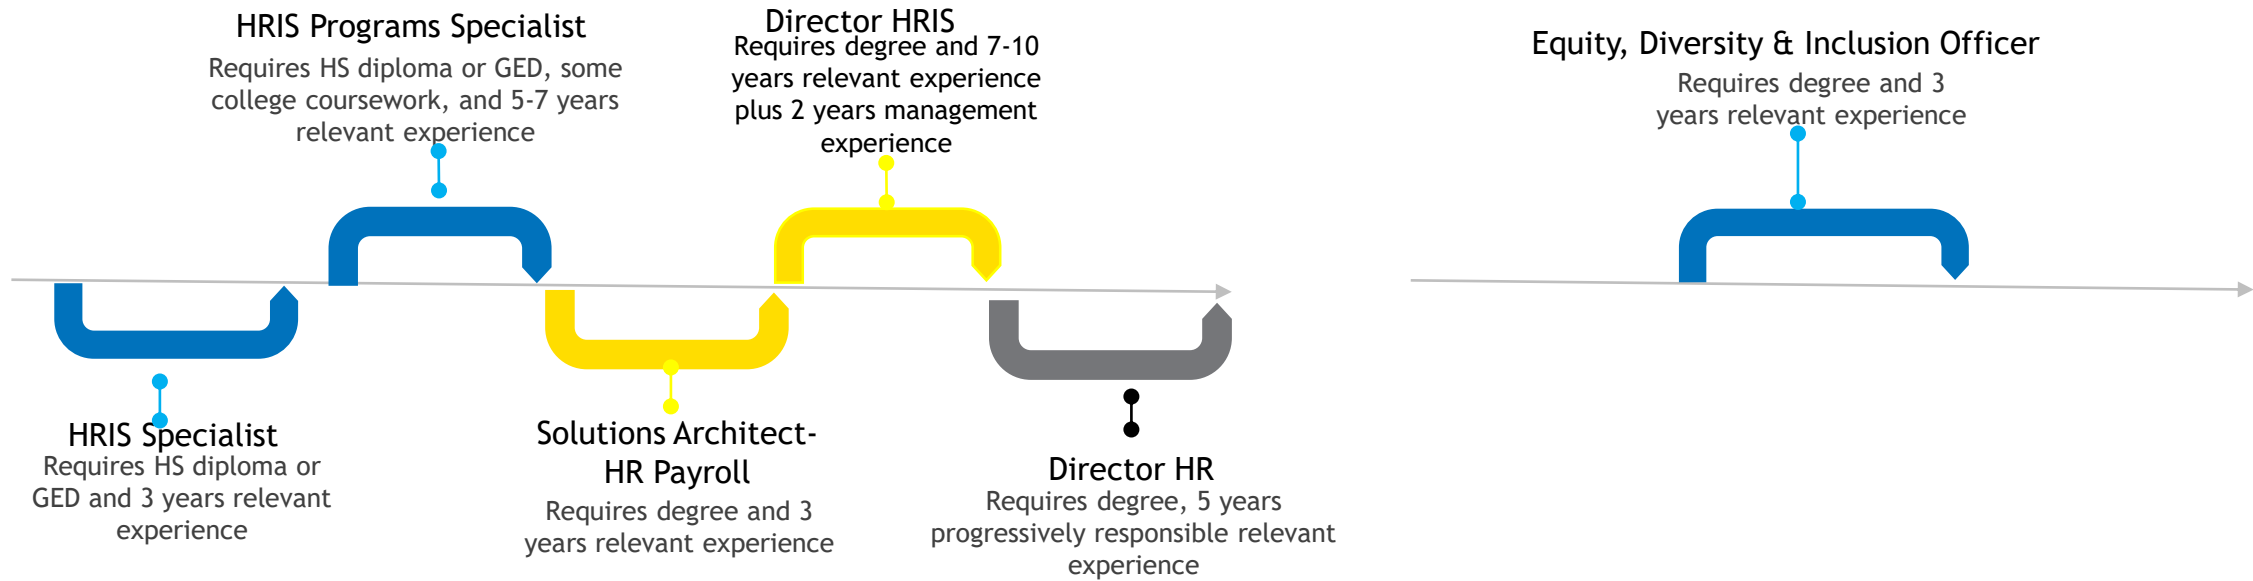 HRIS Programs Specialist
Requires HS diploma or GED, some
college coursework, and 5-7 years
relevant experience
Director HRIS
Requires degree and 7-10
years relevant experience
plus 2 years management
experience
Equity, Diversity & Inclusion Officer
Requires degree and 3
years relevant experience
HRIS Specialist
Requires HS diploma or
GED and 3 years relevant
experience
Solutions Architect-
HR Payroll
Requires degree and 3
years relevant experience
Director HR
Requires degree, 5 years
progressively responsible relevant
experience